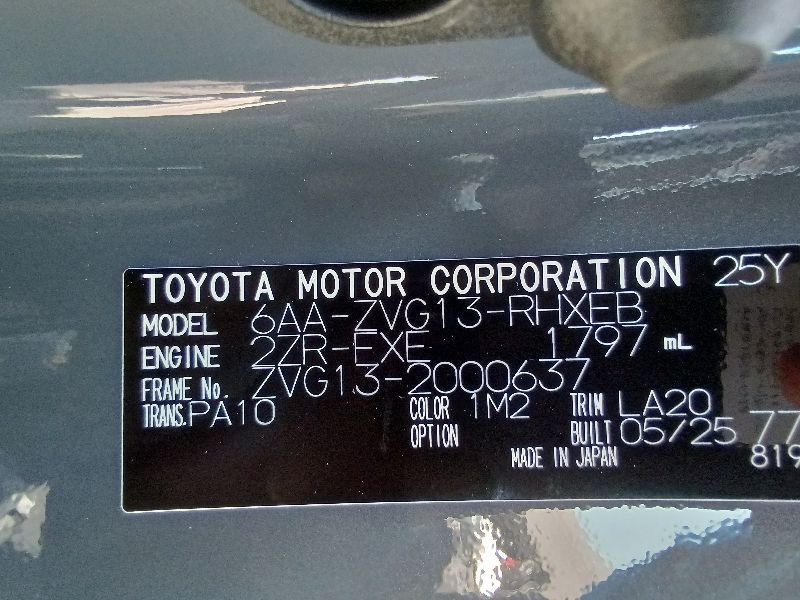 TOYOTA MOTOR CORPORATION 25Y
MODEL 6AA-ZVG13-RHXEB
ENGINE 2ZR-EXE 1797 mL
FRAME No. ZVG13-2000637
TRANS. PA10 COLOR 1M2 TRIM LA20
OPTION BUILT 05/25 77
MADE IN JAPAN 819